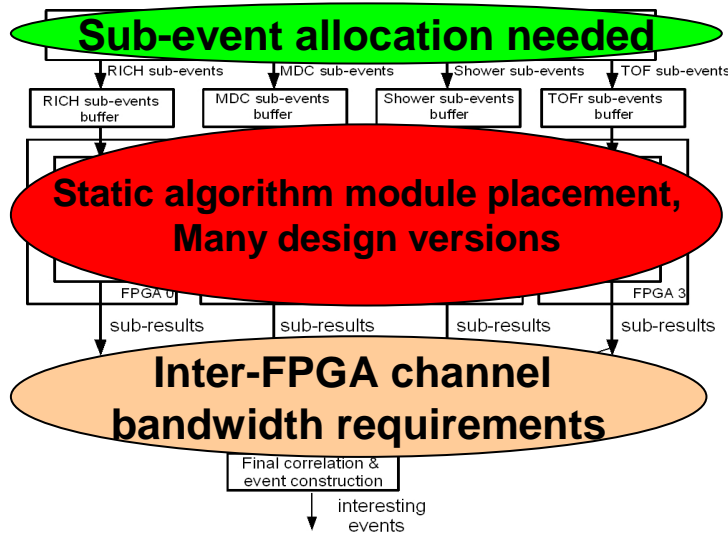 Sub-event allocation needed
RICH sub-events
MDC sub-events
Shower sub-events
TOF sub-events
RICH sub-events
buffer
MDC sub-events
buffer
Shower sub-events
buffer
TOFr sub-events
buffer
Static algorithm module placement,
Many design versions
FPGA 0
FPGA 3
sub-results
sub-results
sub-results
sub-results
Inter-FPGA channel
bandwidth requirements
Final correlation &
event construction
interesting
events